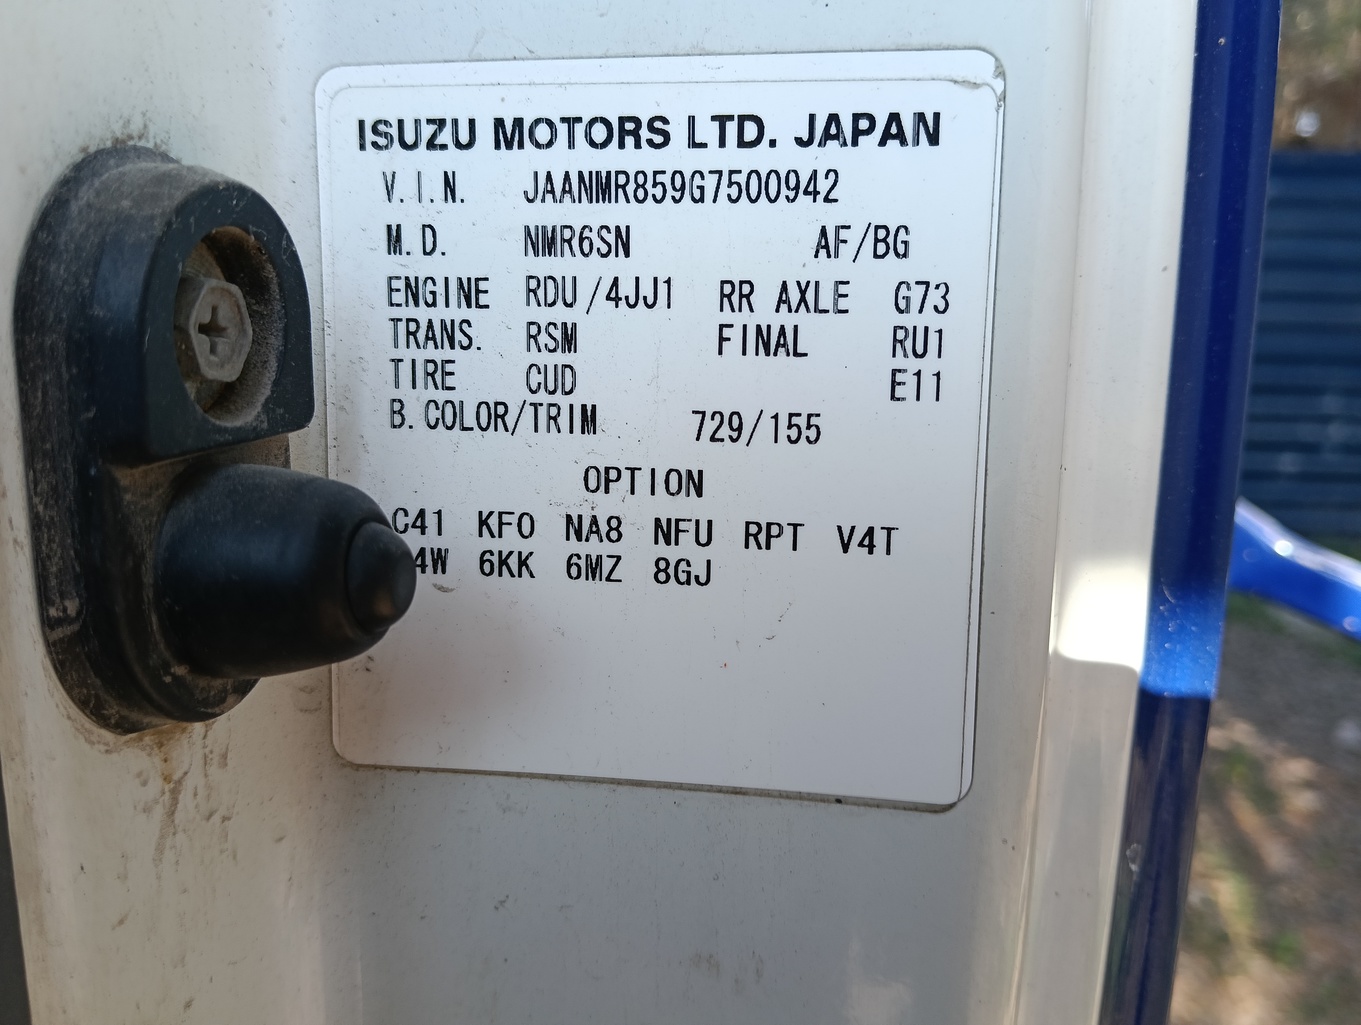 ISUZU MOTORS LTD. JAPAN
V.I.N. JAANMR859G7500942
M.D. NMR6SN AF/BG
ENGINE RDU/4JJ1 RR AXLE G73
TRANS. RSM FINAL RU1
TIRE CUD E11
B.COLOR/TRIM 729/155
OPTION
C41 KF0 NA8 NFU RPT V4T
6KK 6MZ 8GJ